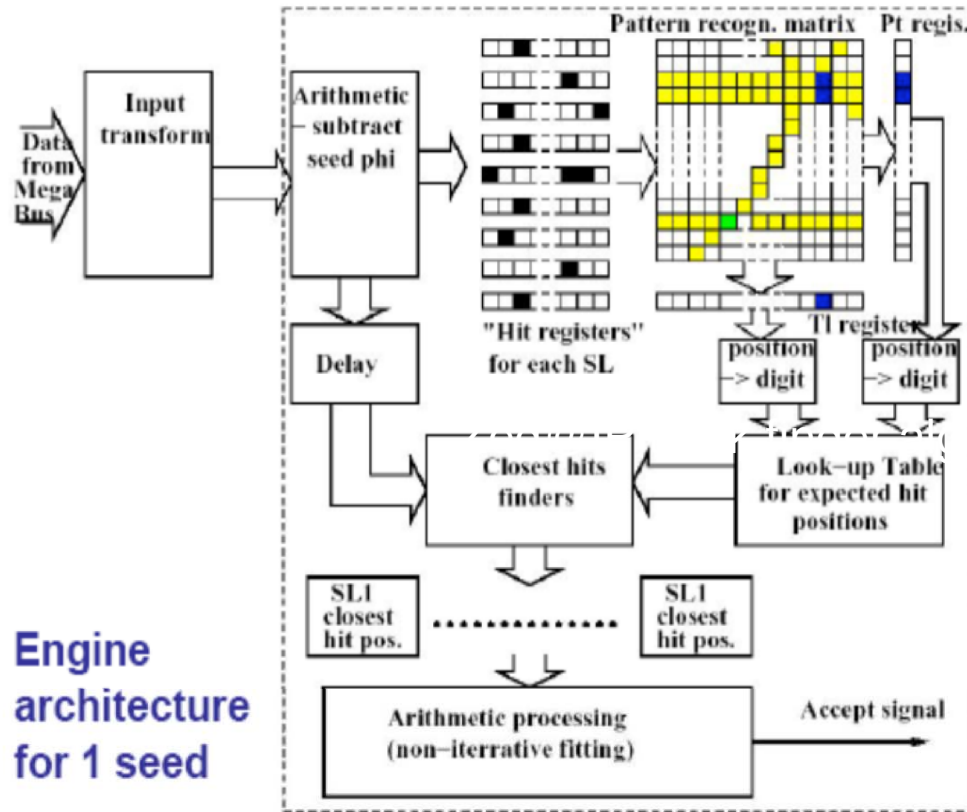 Pattern recogn. matrix
Pt regis.
Input
transform
Arithmetic
– subtract
seed phi
Data
from
Mega
Bus
"Hit registers"
for each SL
TI register
Delay
position
–> digit
position
–> digit
Closest hits
finders
Look–up Table
for expected hit
positions
SL1
closest
hit pos.
SL1
closest
hit pos.
Engine
architecture
for 1 seed
Arithmetic processing
(non–iterrative fitting)
Accept signal